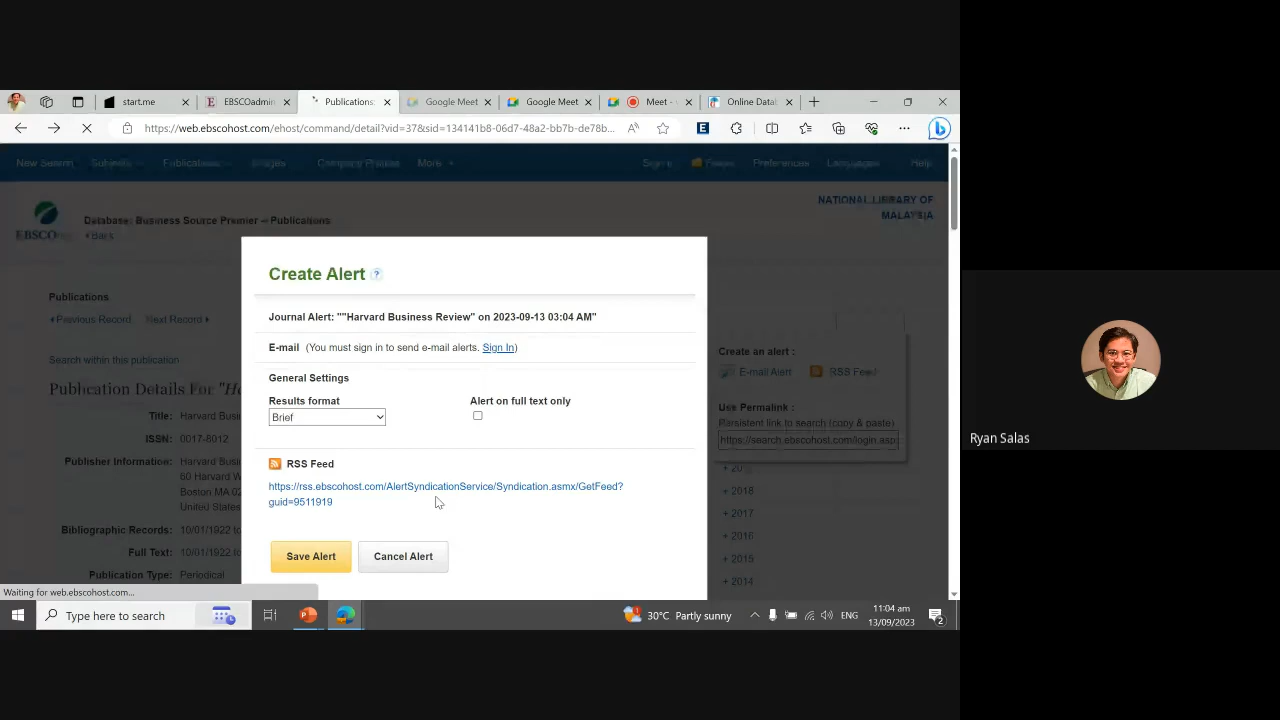 start.me
EBSCOadmin
Publications:
Google Meet
Google Meet
Meet -
Online Datab
https://web.ebscohost.com/ehost/command/detail?vid=37&sid=134141b8-06d7-48a2-bb7b-de78b...
New Search Subjects Publications Images Company Profiles More Sign In Folder Preferences Languages Help
EBSCO
Database: Business Source Premier -- Publications
Back
NATIONAL LIBRARY OF
MALAYSIA
Publications
Previous Record Next Record
Search within this publication
Publication Details For "H
Title: Harvard Busi
ISSN: 0017-8012
Publisher Information: Harvard Busi
60 Harvard W
Boston MA 0
United States
Bibliographic Records: 10/01/1922 to
Full Text: 10/01/1922 to
Publication Type: Periodical
Create Alert ?
Journal Alert: ""Harvard Business Review" on 2023-09-13 03:04 AM"
E-mail (You must sign in to send e-mail alerts. Sign In)
General Settings
Results format
Brief
Alert on full text only
RSS Feed
https://rss.ebscohost.com/AlertSyndicationService/Syndication.asmx/GetFeed?
guid=9511919
Save Alert Cancel Alert
Create an alert :
E-mail Alert RSS Feed
Use Permalink :
Persistent link to search (copy & paste)
https://search.ebscohost.com/login.asp
+ 2018
+ 2017
+ 2016
+ 2015
+ 2014
Waiting for web.ebscohost.com...
Type here to search
30°C Partly sunny
ENG
11:04 am
13/09/2023
2
Ryan Salas